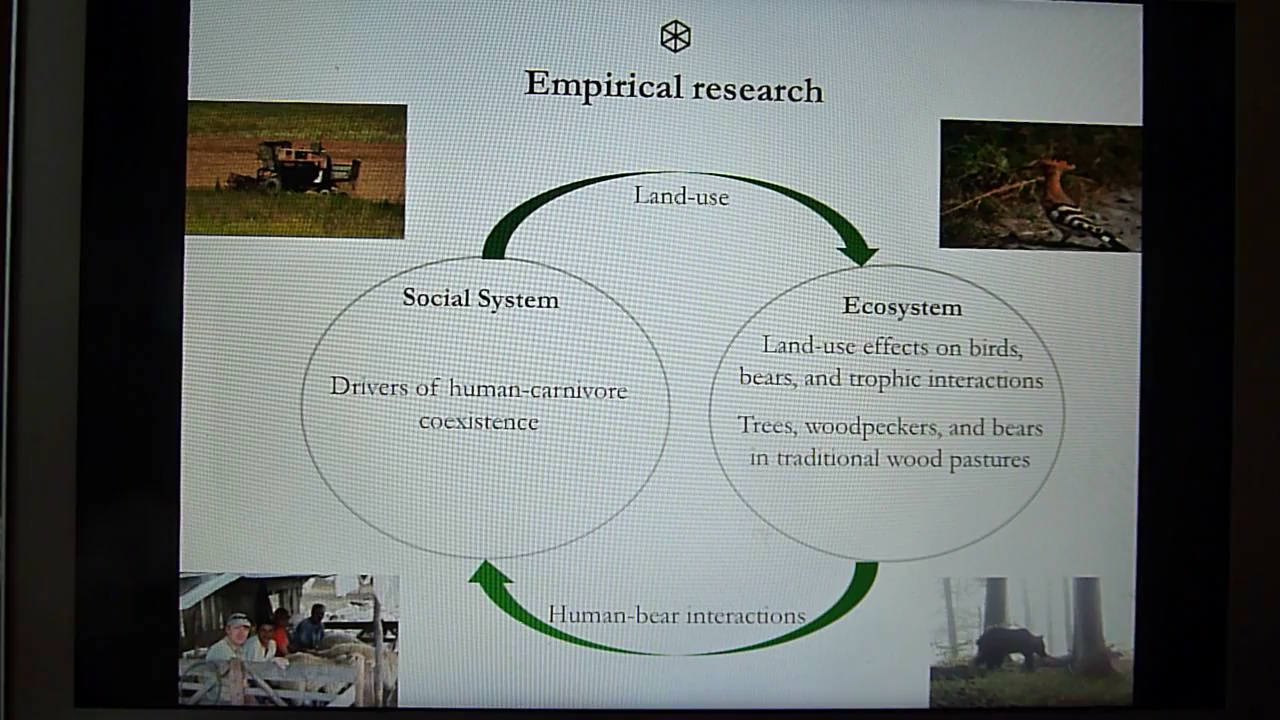 Empirical research
Land-use
Social System
Drivers of human-carnivore
coexistence
Ecosystem
Land-use effects on birds,
bears, and trophic interactions
Trees, woodpeckers, and bears
in traditional wood pastures
Human-bear interactions